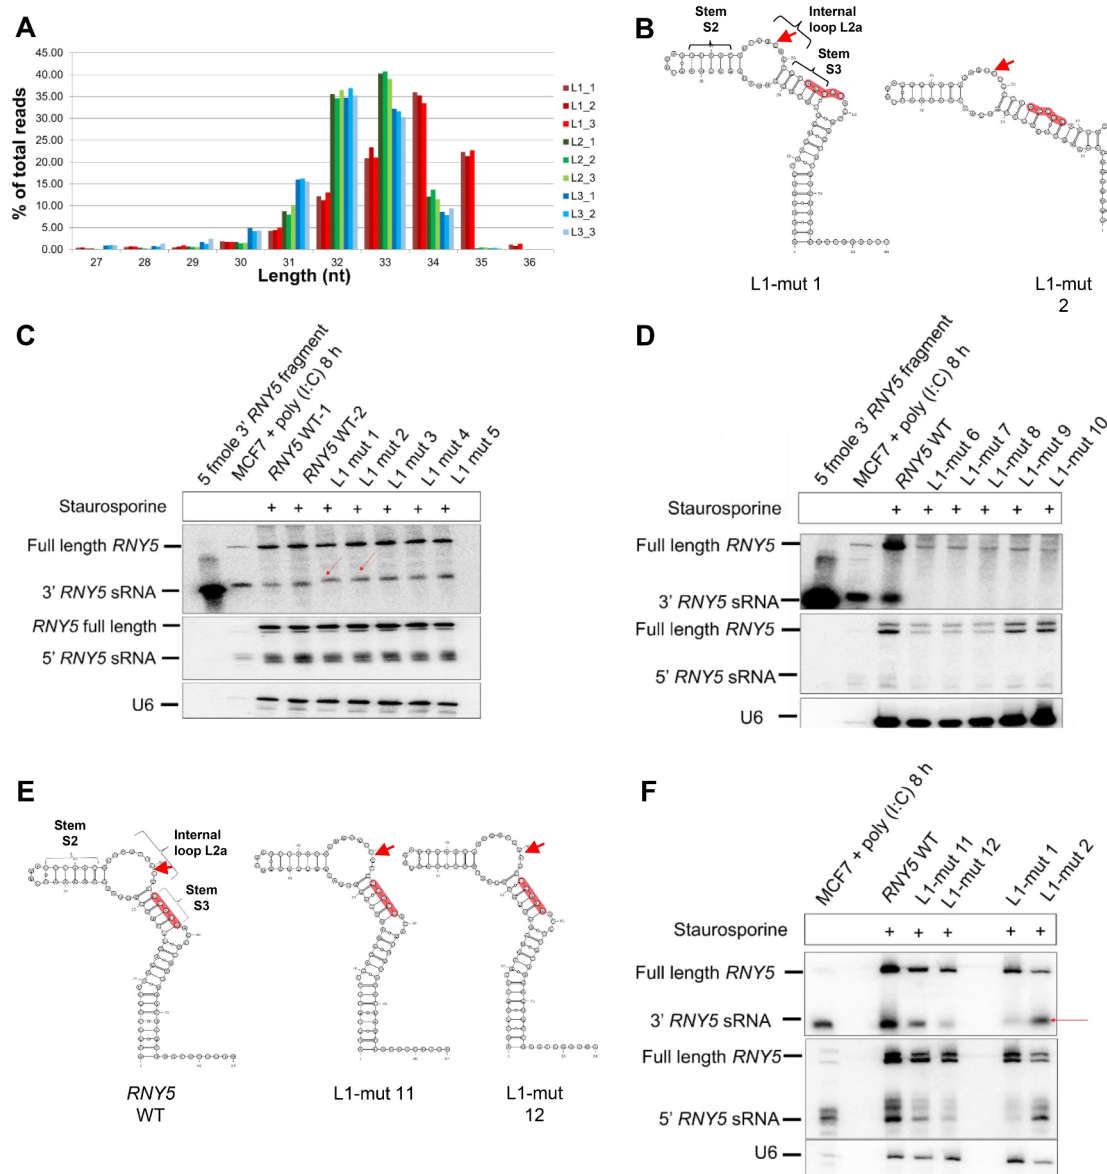 A
% of total reads
45.00
40.00
35.00
30.00
25.00
20.00
15.00
10.00
5.00
0.00
27 28 29 30 31 32 33 34 35 36
Length (nt)
L1_1
L1_2
L1_3
L2_1
L2_2
L2_3
L3_1
L3_2
L3_3
B
Stem
S2
Internal
loop L2a
Stem
S3
L1-mut 1
L1-mut
2
C
5 fmole 3' RNY5 fragment
MCF7 + poly (I:C) 8 h
RNY5 WT-1
RNY5 WT-2
L1 mut 1
L1 mut 2
L1 mut 3
L1 mut 4
L1 mut 5
Staurosporine + + + + + + +
Full length RNY5
3' RNY5 sRNA
RNY5 full length
5' RNY5 sRNA
U6
D
5 fmole 3' RNY5 fragment
MCF7 + poly (I:C) 8 h
RNY5 WT
L1-mut 6
L1-mut 7
L1-mut 8
L1-mut 9
L1-mut 10
Staurosporine + + + + + +
Full length RNY5
3' RNY5 sRNA
Full length RNY5
5' RNY5 sRNA
U6
E
Stem
S2
Internal
loop L2a
Stem
S3
RNY5
WT
L1-mut 11
L1-mut
12
F
MCF7 + poly (I:C) 8 h
RNY5 WT
L1-mut 11
L1-mut 12
L1-mut 1
L1-mut 2
Staurosporine + + + + +
Full length RNY5
3' RNY5 sRNA
Full length RNY5
5' RNY5 sRNA
U6